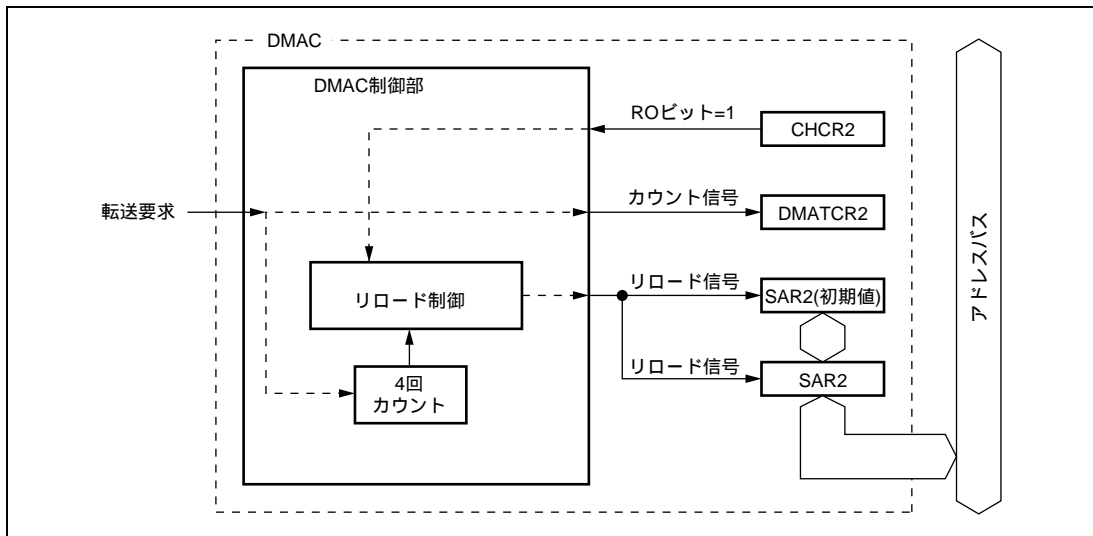 DMAC
DMAC制御部
ROビット=1
CHCR2
転送要求
カウント信号
DMATCR2
リロード制御
リロード信号
SAR2(初期値)
4回
カウント
リロード信号
SAR2
アドレスバス